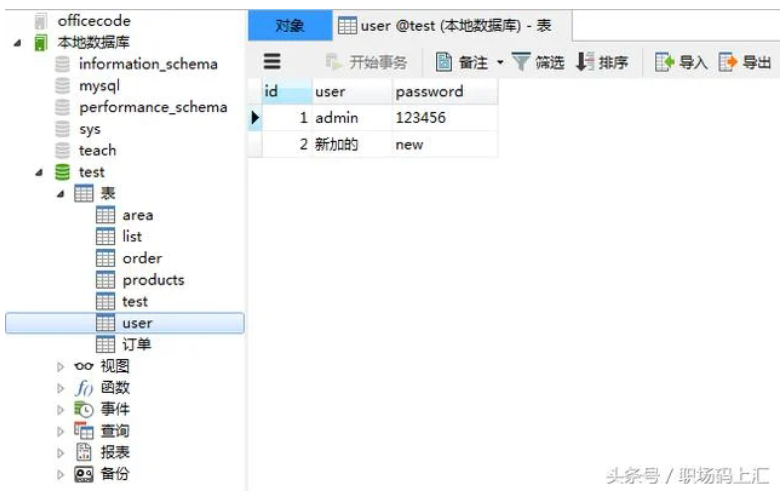 officecode
本地数据库
information_schema
mysql
performance_schema
sys
teach
test
表
area
list
order
products
test
user
订单
视图
函数
事件
查询
报表
备份
对象
user @test (本地数据库) - 表
开始事务 备注 筛选 排序 导入 导出
id user password
1 admin 123456
2 新加的 new
头条号 / 职场码上汇